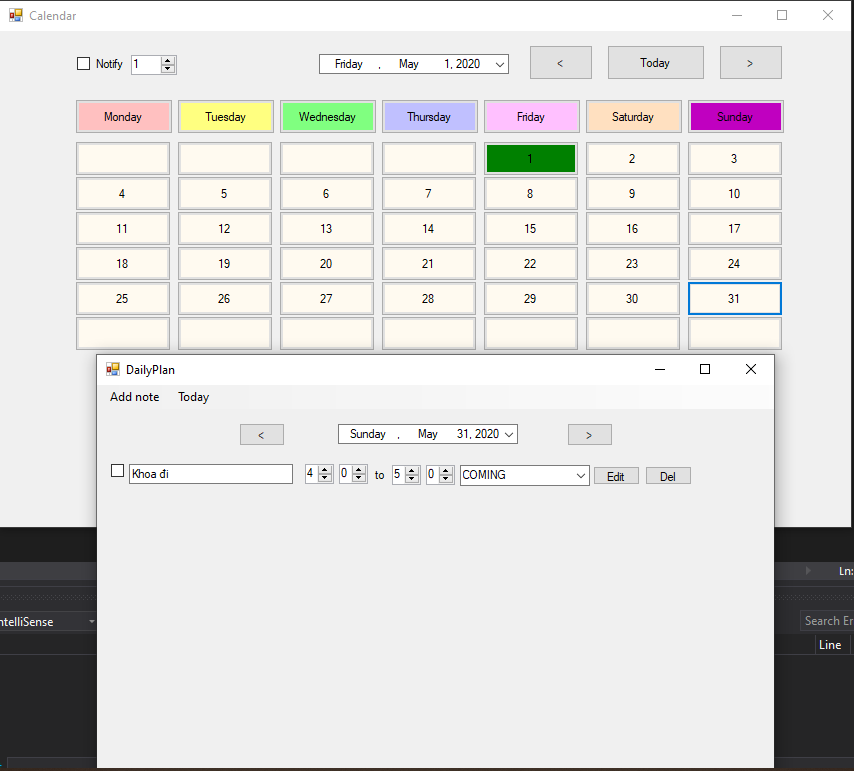 Calendar
Notify 1 Friday , May 1, 2020 < Today >
Monday Tuesday Wednesday Thursday Friday Saturday Sunday
1 2 3
4 5 6 7 8 9 10
11 12 13 14 15 16 17
18 19 20 21 22 23 24
25 26 27 28 29 30 31
DailyPlan
Add note Today
< Sunday , May 31, 2020 >
Khoa đi 4 0 to 5 0 COMING Edit Del
Ln:
ntelliSense
Search Er
Line